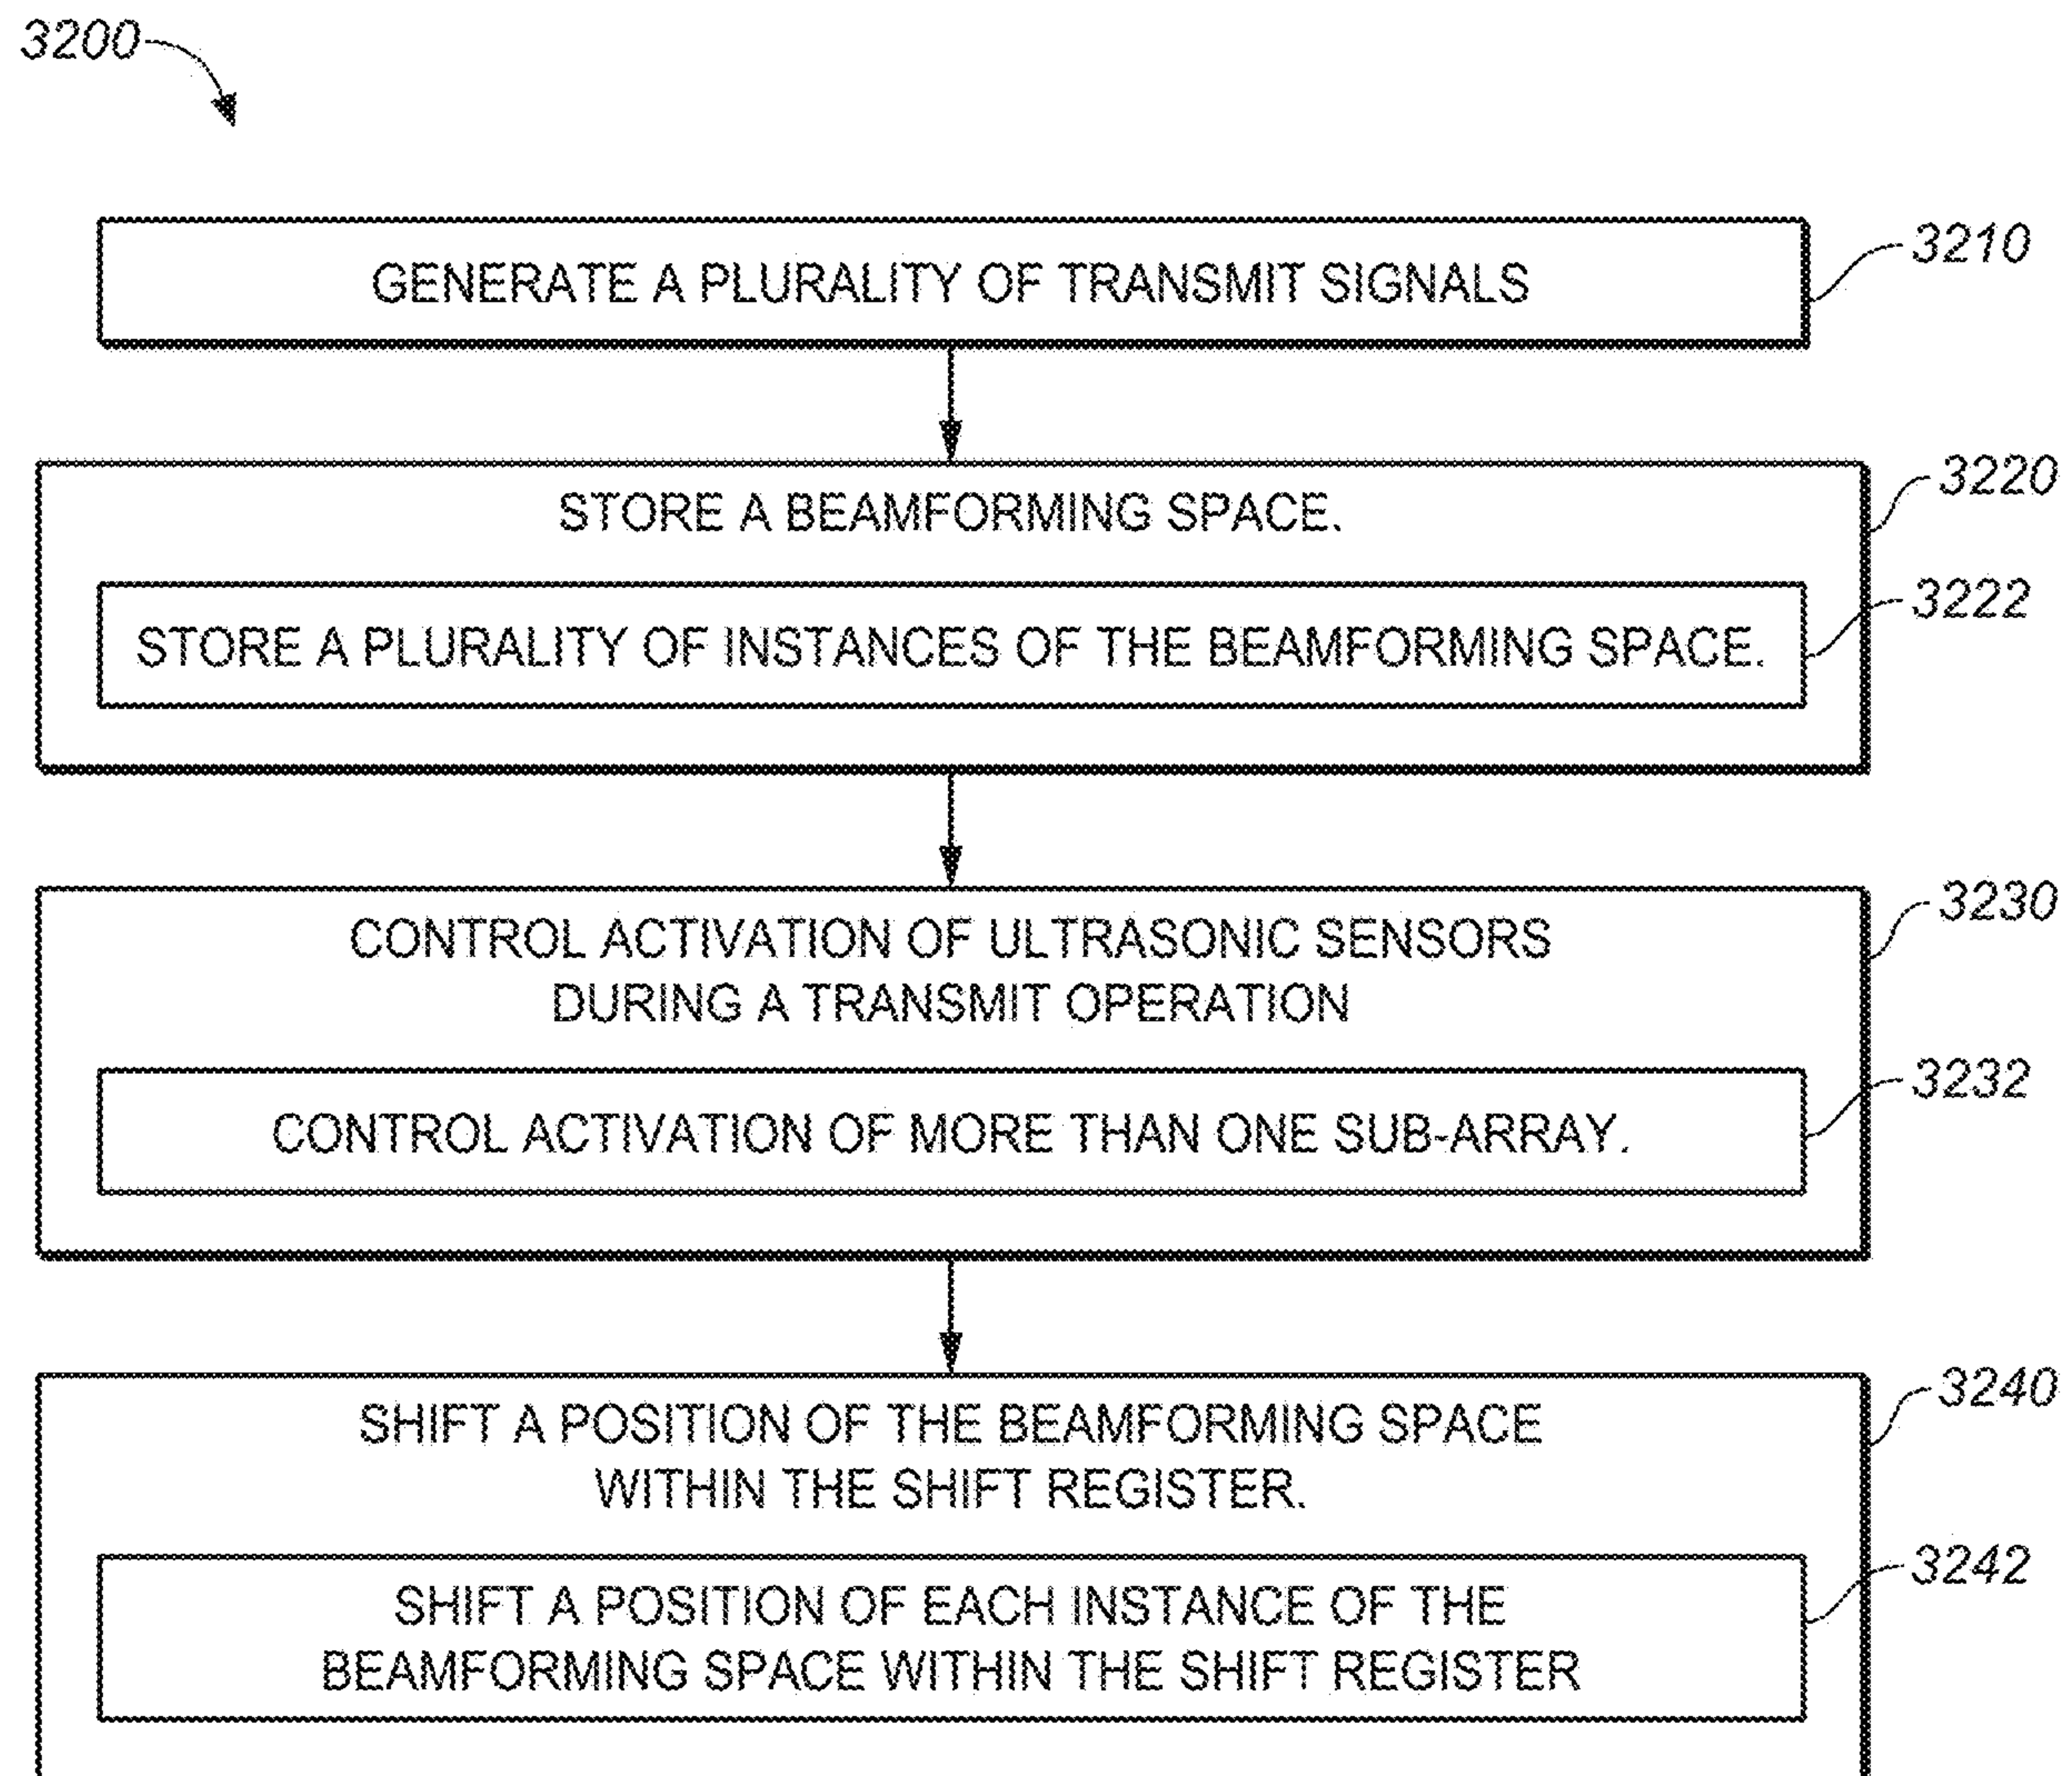 3200
GENERATE A PLURALITY OF TRANSMIT SIGNALS
3210
STORE A BEAMFORMING SPACE.
3220
STORE A PLURALITY OF INSTANCES OF THE BEAMFORMING SPACE.
3222
CONTROL ACTIVATION OF ULTRASONIC SENSORS
DURING A TRANSMIT OPERATION
3230
CONTROL ACTIVATION OF MORE THAN ONE SUB-ARRAY.
3232
SHIFT A POSITION OF THE BEAMFORMING SPACE
WITHIN THE SHIFT REGISTER.
3240
SHIFT A POSITION OF EACH INSTANCE OF THE
BEAMFORMING SPACE WITHIN THE SHIFT REGISTER
3242